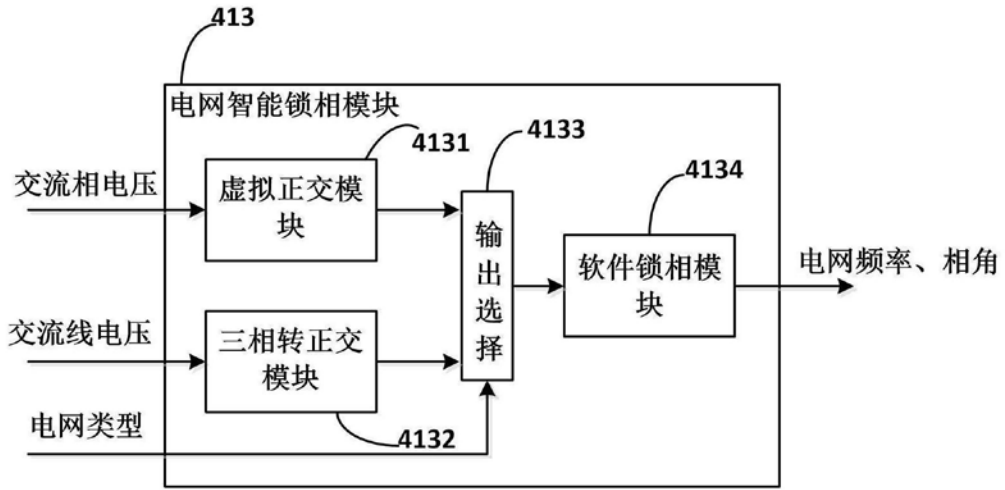 413
电网智能锁相模块
4131
4133
4134
交流相电压
虚拟正交模
块
输
出
选
择
软件锁相模
块
电网频率、相角
交流线电压
三相转正交
模块
电网类型
4132